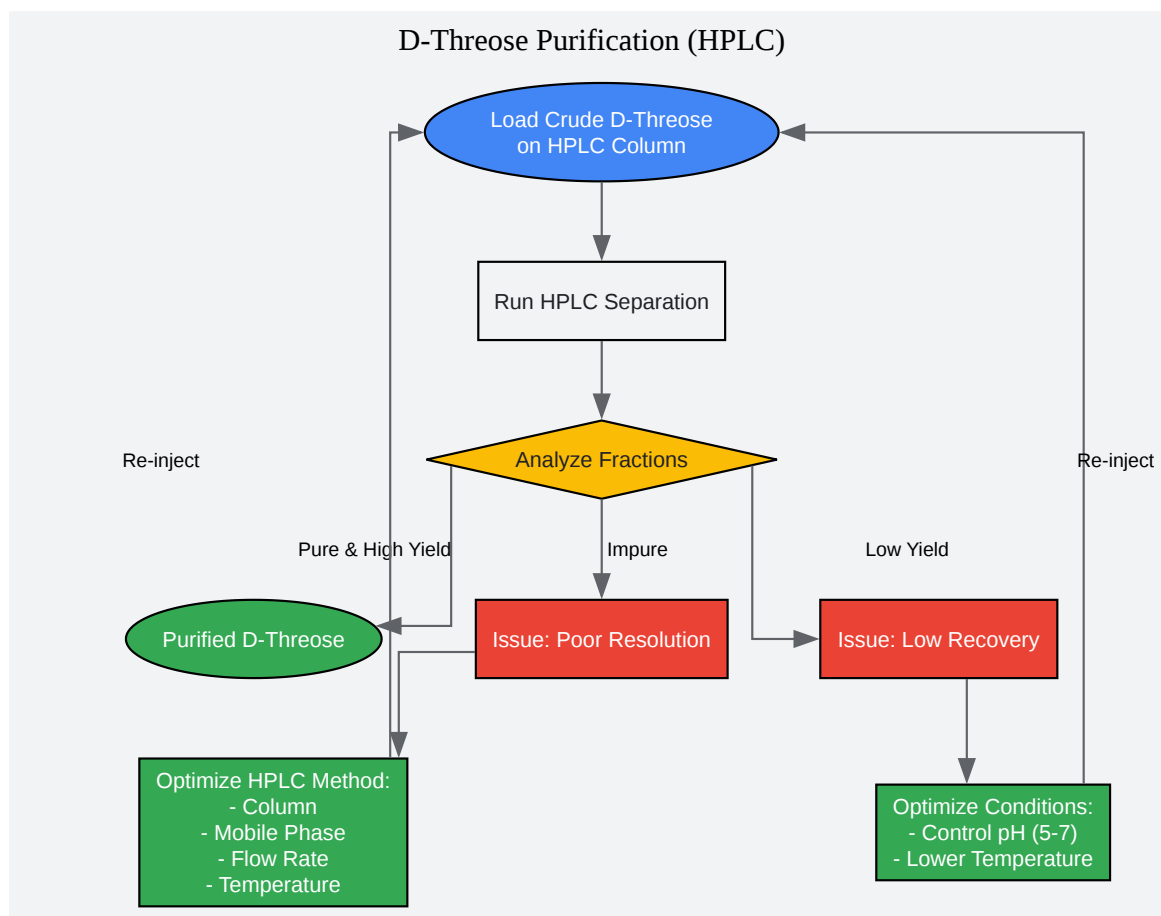 D-Threose Purification (HPLC)
Load Crude D-Threose
on HPLC Column
Run HPLC Separation
Analyze Fractions
Re-inject
Re-inject
Pure & High Yield
Impure
Low Yield
Purified D-Threose
Issue: Poor Resolution
Issue: Low Recovery
Optimize HPLC Method:
- Column
- Mobile Phase
- Flow Rate
- Temperature
Optimize Conditions:
- Control pH (5-7)
- Lower Temperature